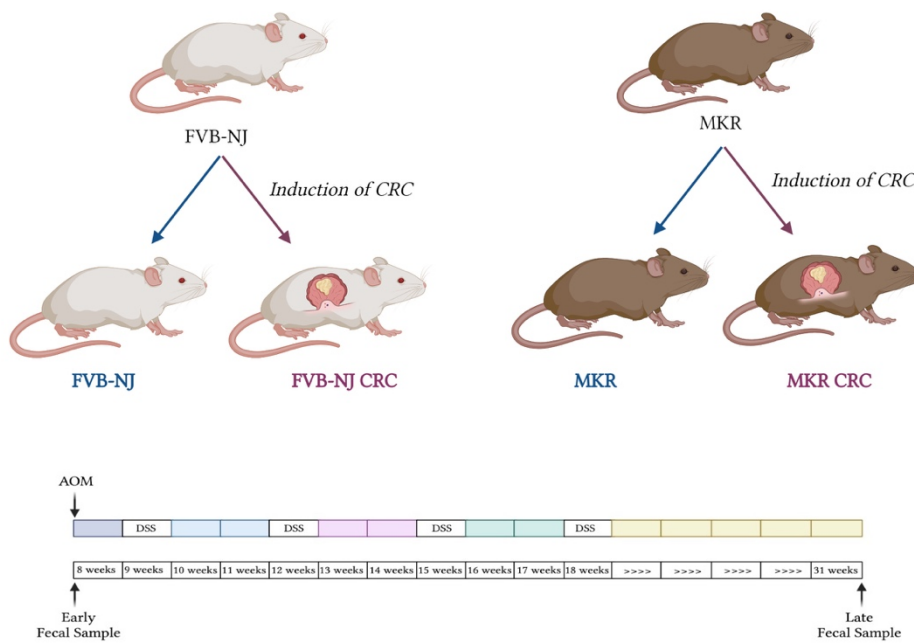 FVB-NJ
MKR
Induction of CRC
Induction of CRC
FVB-NJ
FVB-NJ CRC
MKR
MKR CRC
AOM
DSS
DSS
DSS
DSS
8 weeks
9 weeks
10 weeks
11 weeks
12 weeks
13 weeks
14 weeks
15 weeks
16 weeks
17 weeks
18 weeks
>>>>
>>>>
>>>>
>>>>
31 weeks
Early
Fecal Sample
Late
Fecal Sample